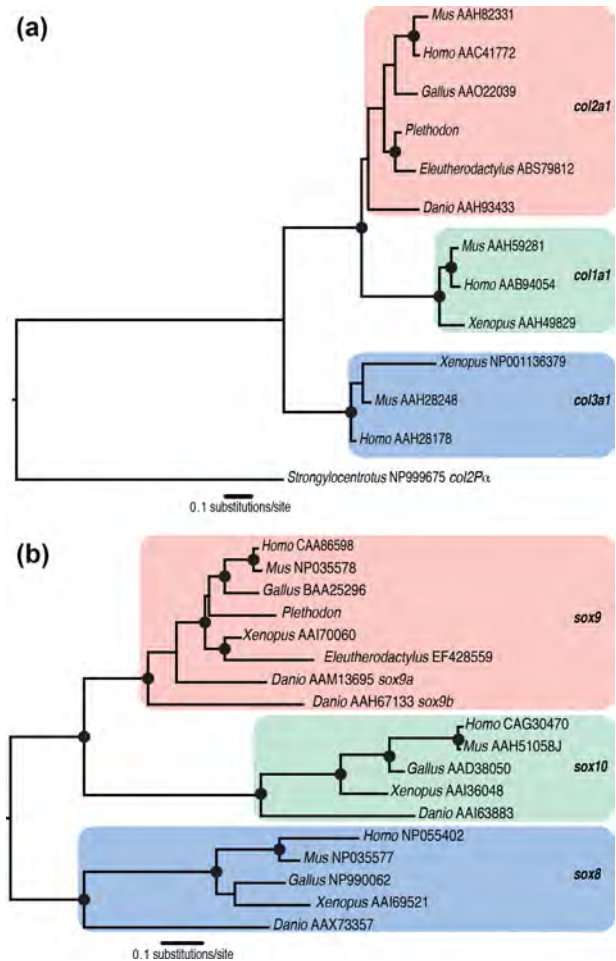 (a)
Mus AAH82331
Homo AAC41772
Gallus AAO22039
col2a1
Plethodon
Eleutherodactylus ABS79812
Danio AAH93433
Mus AAH59281
col1a1
Homo AAB94054
Xenopus AAH49829
Xenopus NP001136379
Mus AAH28248
col3a1
Homo AAH28178
Strongylocentrotus NP999675 col2Pα
0.1 substitutions/site
(b)
Homo CAA86598
Mus NP035578
Gallus BAA25296
sox9
Plethodon
Xenopus AAI70060
Eleutherodactylus EF428559
Danio AAM13695 sox9a
Danio AAH67133 sox9b
Homo CAG30470
Mus AAH51058J
sox10
Gallus AAD38050
Xenopus AAI36048
Danio AAI63883
Homo NP055402
Mus NP035577
sox8
Gallus NP990062
Xenopus AAI69521
Danio AAX73357
0.1 substitutions/site